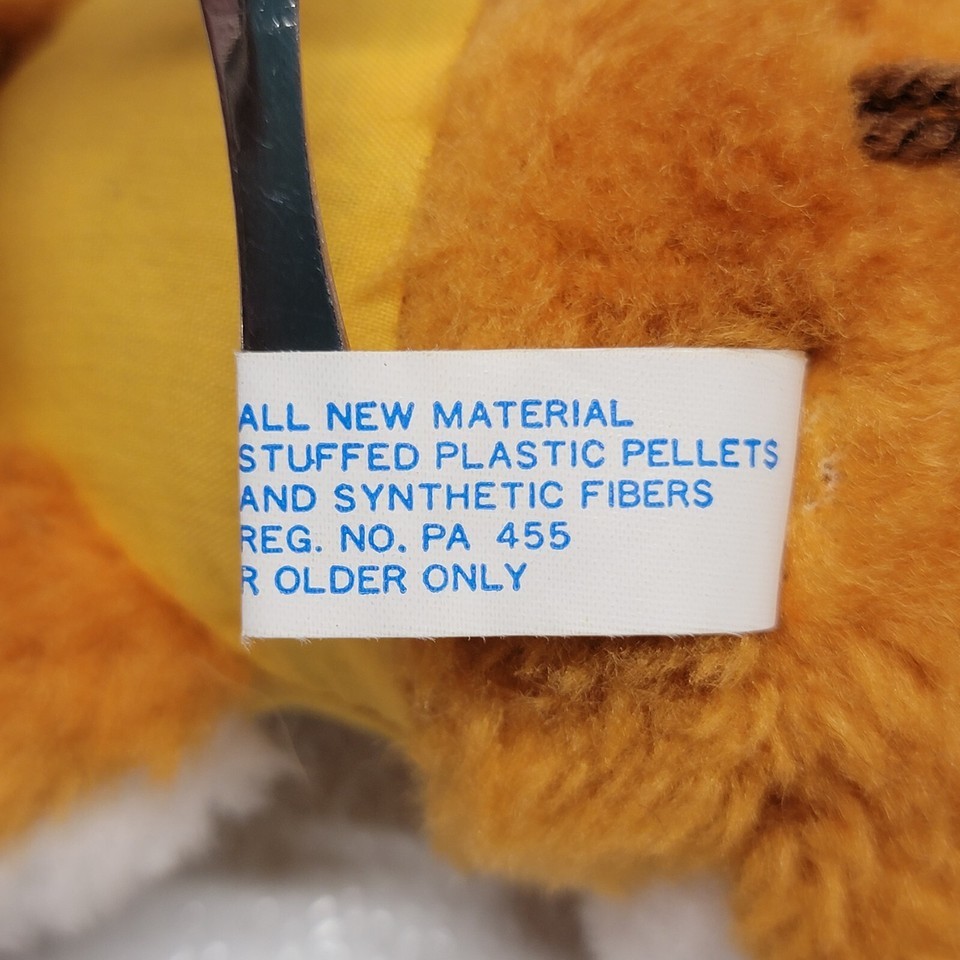 ALL NEW MATERIAL
STUFFED PLASTIC PELLETS
AND SYNTHETIC FIBERS
REG. NO. PA 455
R OLDER ONLY